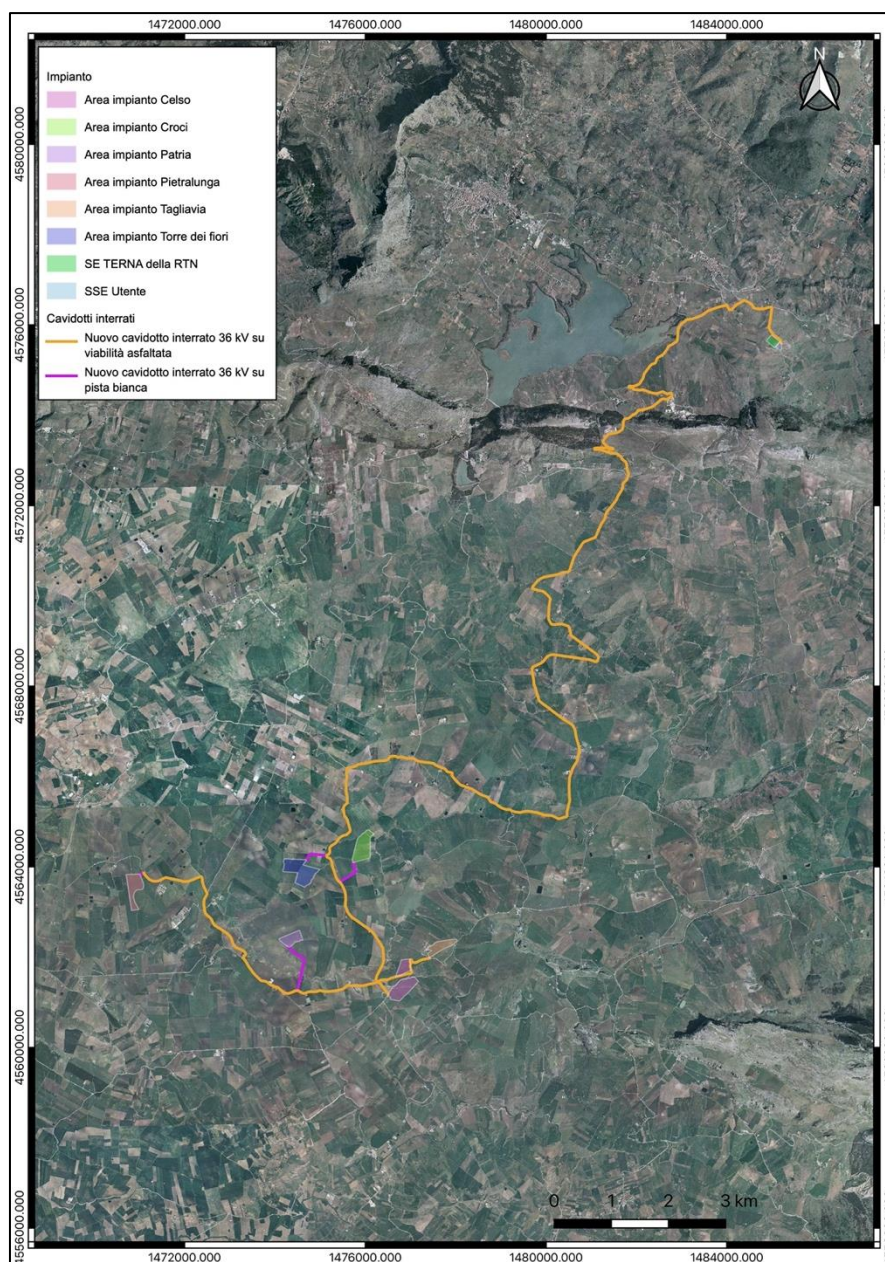 1472000.000 1476000.000 1480000.000 1484000.000
N
Impianto
Area impianto Celso
Area impianto Croci
Area impianto Patria
Area impianto Pietralunga
Area impianto Tagliavia
Area impianto Torre dei fiori
SE TERNA della RTN
SSE Utente
Cavidotti interrati
Nuovo cavidotto interrato 36 kV su
viabilità asfaltata
Nuovo cavidotto interrato 36 kV su
pista bianca
4580000.000
4576000.000
4572000.000
4568000.000
4564000.000
4560000.000
4556000.000
0 1 2 3 km
1472000.000 1476000.000 1480000.000 1484000.000